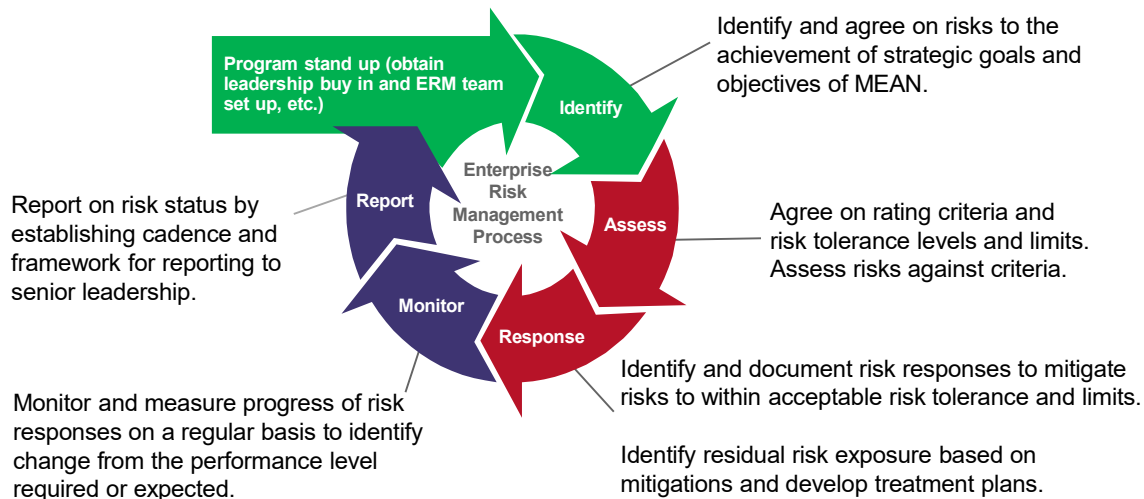 Program stand up (obtain
leadership buy in and ERM team
set up, etc.)
Identify
Identify and agree on risks to the
achievement of strategic goals and
objectives of MEAN.
Enterprise
Risk
Management
Process
Assess
Agree on rating criteria and
risk tolerance levels and limits.
Assess risks against criteria.
Response
Identify and document risk responses to mitigate
risks to within acceptable risk tolerance and limits.
Identify residual risk exposure based on
mitigations and develop treatment plans.
Monitor
Monitor and measure progress of risk
responses on a regular basis to identify
change from the performance level
required or expected.
Report
Report on risk status by
establishing cadence and
framework for reporting to
senior leadership.